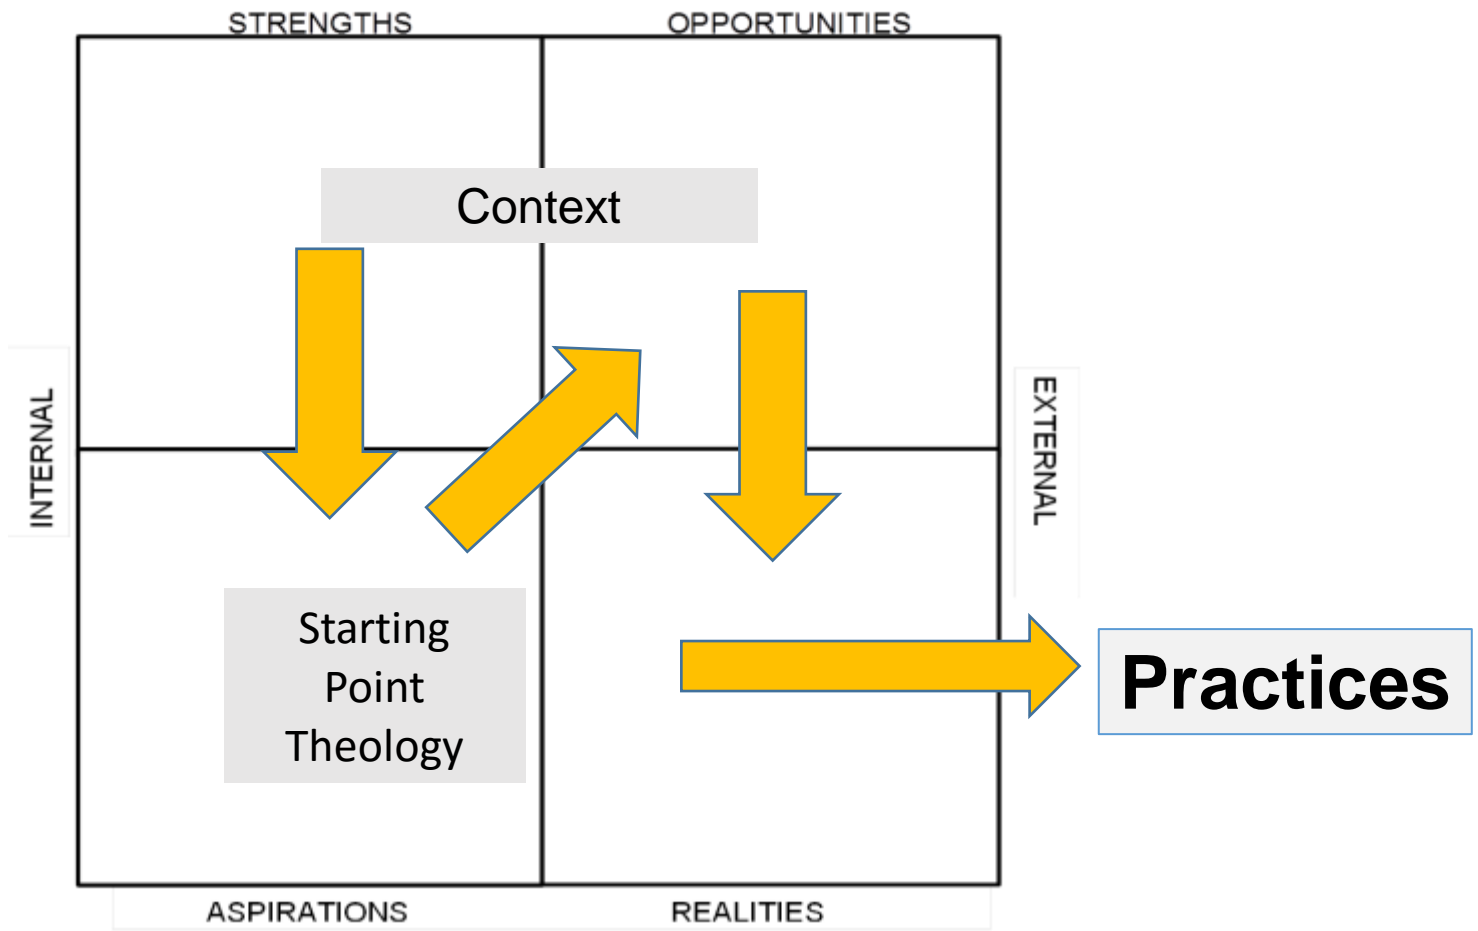 STRENGTHS
OPPORTUNITIES
Context
INTERNAL
EXTERNAL
Starting
Point
Theology
Practices
ASPIRATIONS
REALITIES